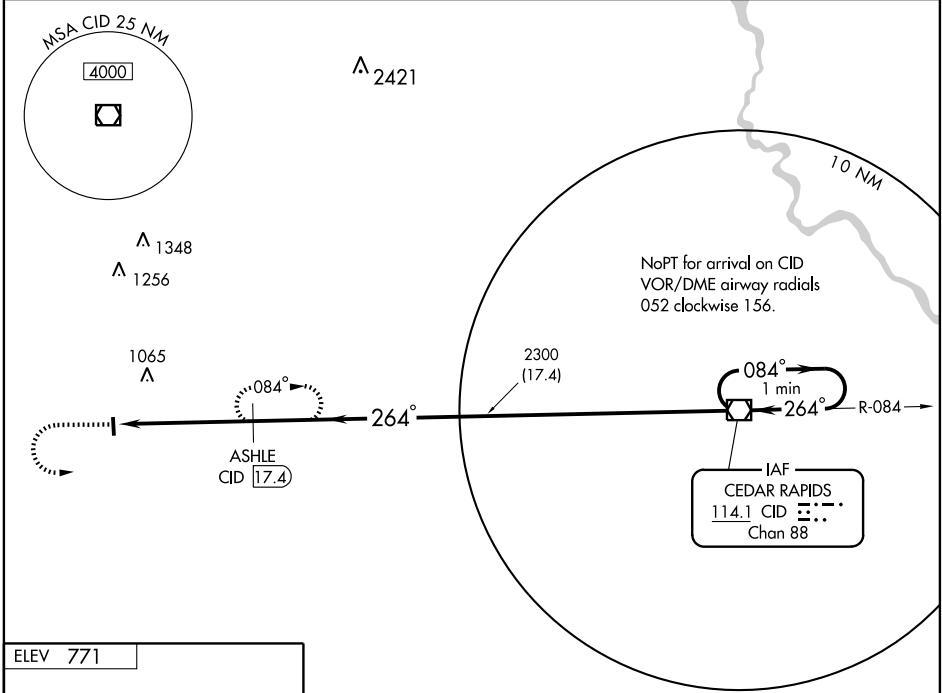 MSA CID 25 NM
4000
2421
10 NM
1348
1256
NoPT for arrival on CID
VOR/DME airway radials
052 clockwise 156.
1065
2300
(17.4)
084°
084°
1 min
264°
264°
R-084
ASHLE
CID 17.4
IAF
CEDAR RAPIDS
114.1 CID
Chan 88
ELEV 771